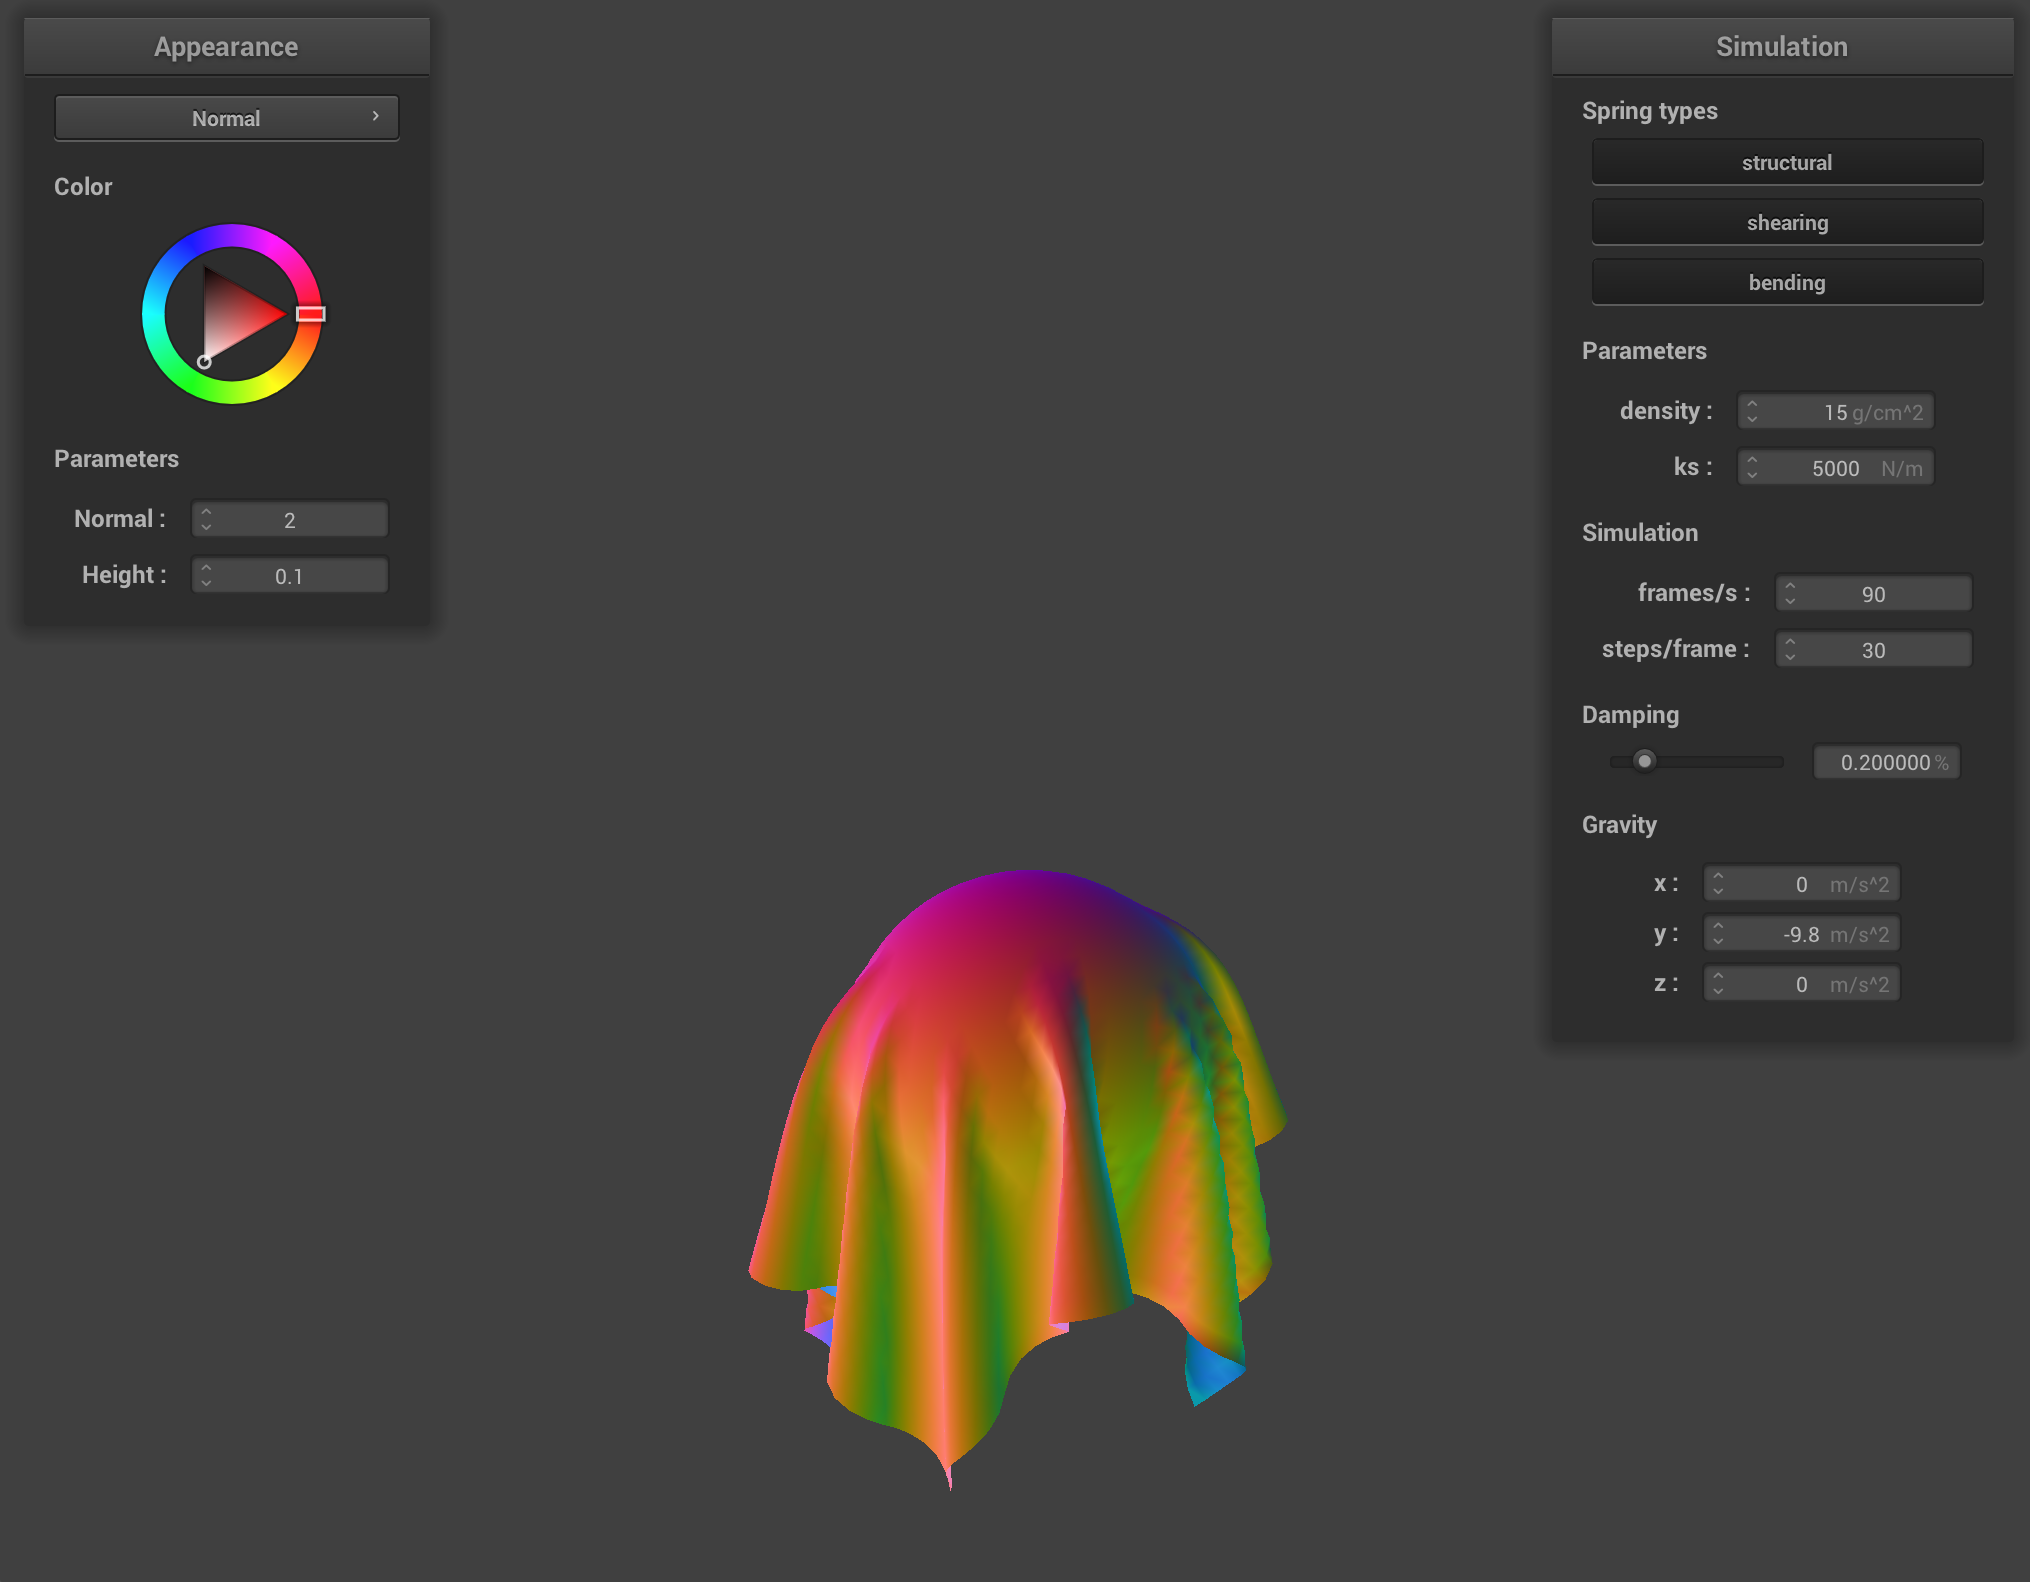 Appearance
Normal
Color
Parameters
Normal : 2
Height : 0.1
Simulation
Spring types
structural
shearing
bending
Parameters
density : 15 g/cm^2
ks : 5000 N/m
Simulation
frames/s : 90
steps/frame : 30
Damping
0.200000 %
Gravity
x : 0 m/s^2
y : -9.8 m/s^2
z : 0 m/s^2